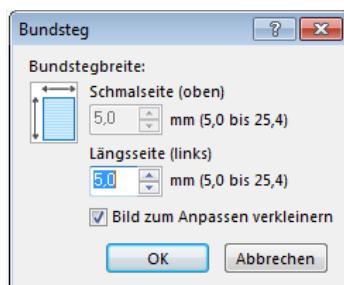 Bundsteg
Bundstegbreite:
Schmalseite (oben)
5,0 mm (5,0 bis 25,4)
Längsseite (links)
5,0 mm (5,0 bis 25,4)
Bild zum Anpassen verkleinern
OK Abbrechen